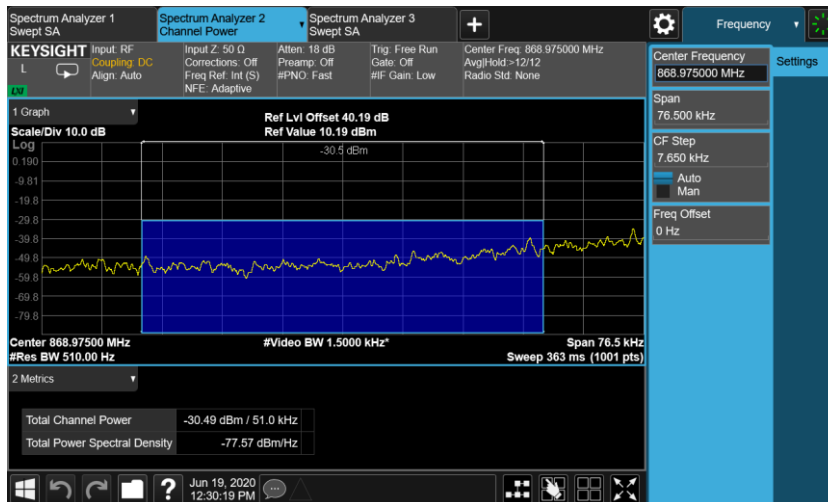 Spectrum Analyzer 1
Swept SA
Spectrum Analyzer 2
Channel Power
Spectrum Analyzer 3
Swept SA
Frequency
KEYSIGHT
L
LXI
Input: RF
Coupling: DC
Align: Auto
Input Z: 50 Ω
Corrections: Off
Freq Ref: Int (S)
NFE: Adaptive
Atten: 18 dB
Preamp: Off
#PNO: Fast
Trig: Free Run
Gate: Off
#IF Gain: Low
Center Freq: 868.975000 MHz
Avg|Hold:>12/12
Radio Std: None
Center Frequency
868.975000 MHz
Settings
Span
76.500 kHz
CF Step
7.650 kHz
Auto
Man
Freq Offset
0 Hz
1 Graph
Scale/Div 10.0 dB
Ref Lvl Offset 40.19 dB
Ref Value 10.19 dBm
Log
-30.5 dBm
0.190
-9.81
-19.8
-29.8
-39.8
-49.8
-59.8
-69.8
-79.8
Center 868.97500 MHz
#Video BW 1.5000 kHz*
Span 76.5 kHz
#Res BW 510.00 Hz
Sweep 363 ms (1001 pts)
2 Metrics
Total Channel Power -30.49 dBm / 51.0 kHz
Total Power Spectral Density -77.57 dBm/Hz
?
Jun 19, 2020
12:30:19 PM